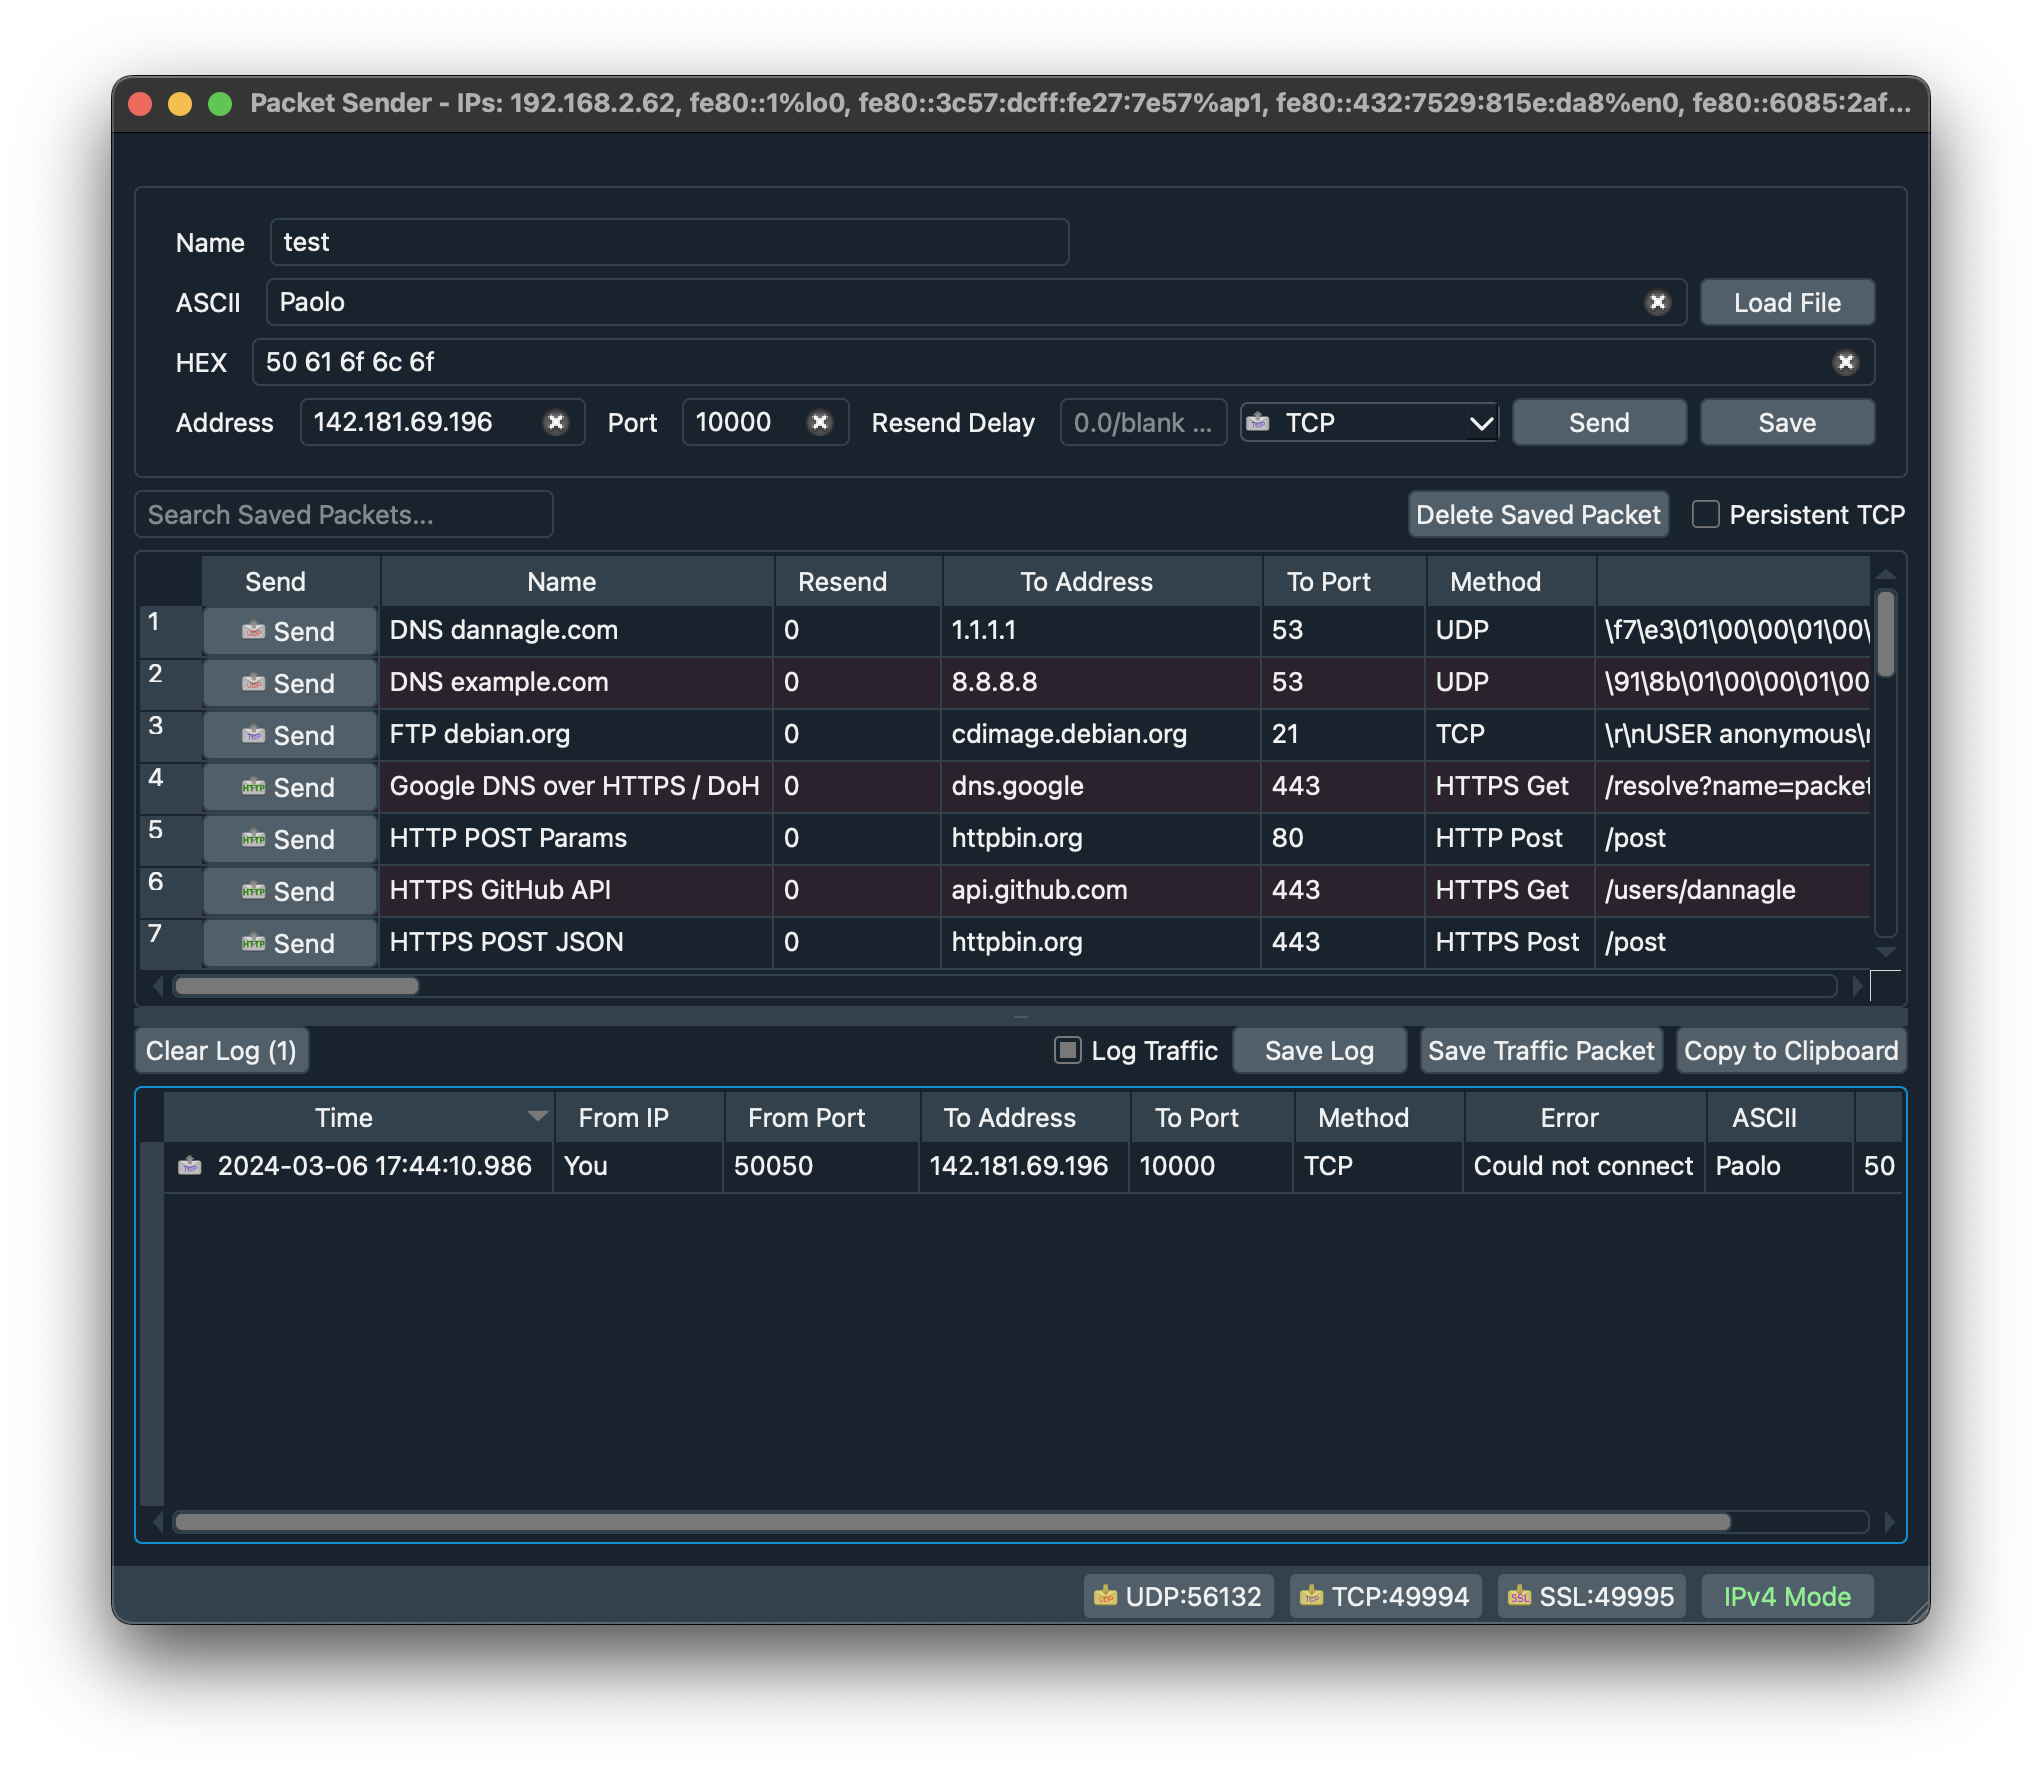 Packet Sender - IPs: 192.168.2.62, fe80::1%lo0, fe80::3c57:dcff:fe27:7e57%ap1, fe80::432:7529:815e:da8%en0, fe80::6085:2af...
Name test
ASCII Paolo Load File
HEX 50 61 6f 6c 6f
Address 142.181.69.196 Port 10000 Resend Delay 0.0/blank ... TCP Send Save
Search Saved Packets... Delete Saved Packet Persistent TCP
Send Name Resend To Address To Port Method
1 UDP Send DNS dannagle.com 0 1.1.1.1 53 UDP \f7\e3\01\00\00\01\00\
2 UDP Send DNS example.com 0 8.8.8.8 53 UDP \91\8b\01\00\00\01\00
3 TCP Send FTP debian.org 0 cdimage.debian.org 21 TCP \r\nUSER anonymous\r
4 HTTP Send Google DNS over HTTPS / DoH 0 dns.google 443 HTTPS Get /resolve?name=packet
5 HTTP Send HTTP POST Params 0 httpbin.org 80 HTTP Post /post
6 HTTP Send HTTPS GitHub API 0 api.github.com 443 HTTPS Get /users/dannagle
7 HTTP Send HTTPS POST JSON 0 httpbin.org 443 HTTPS Post /post
Clear Log (1) Log Traffic Save Log Save Traffic Packet Copy to Clipboard
Time From IP From Port To Address To Port Method Error ASCII
TCP 2024-03-06 17:44:10.986 You 50050 142.181.69.196 10000 TCP Could not connect Paolo 50
UDP UDP:56132 TCP TCP:49994 SSL SSL:49995 IPv4 Mode